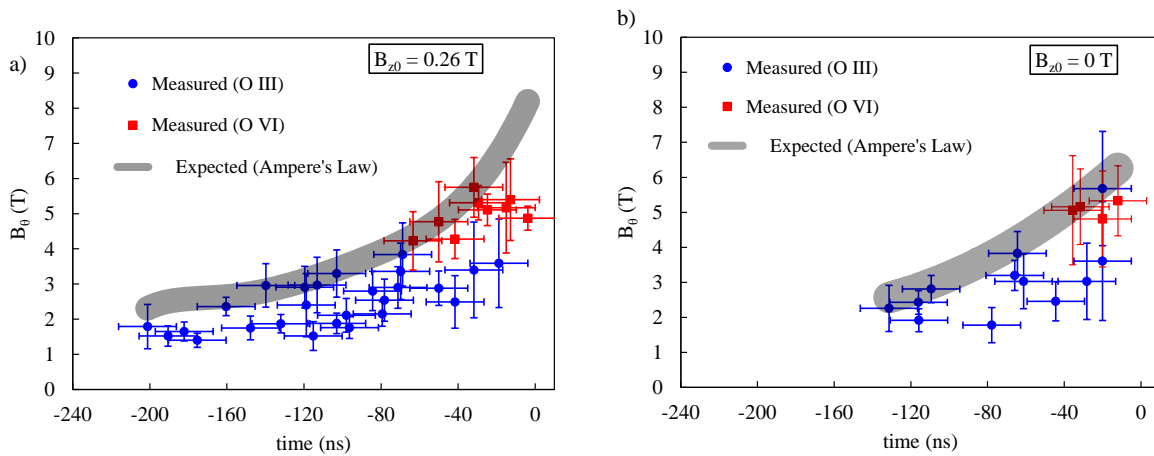 a)
B_z0 = 0.26 T
Measured (O III)
Measured (O VI)
Expected (Ampere's Law)
B_θ (T)
10
9
8
7
6
5
4
3
2
1
0
-240 -200 -160 -120 -80 -40 0
time (ns)
b)
B_z0 = 0 T
Measured (O III)
Measured (O VI)
Expected (Ampere's Law)
10
9
8
7
6
5
4
3
2
1
0
-240 -200 -160 -120 -80 -40 0
time (ns)